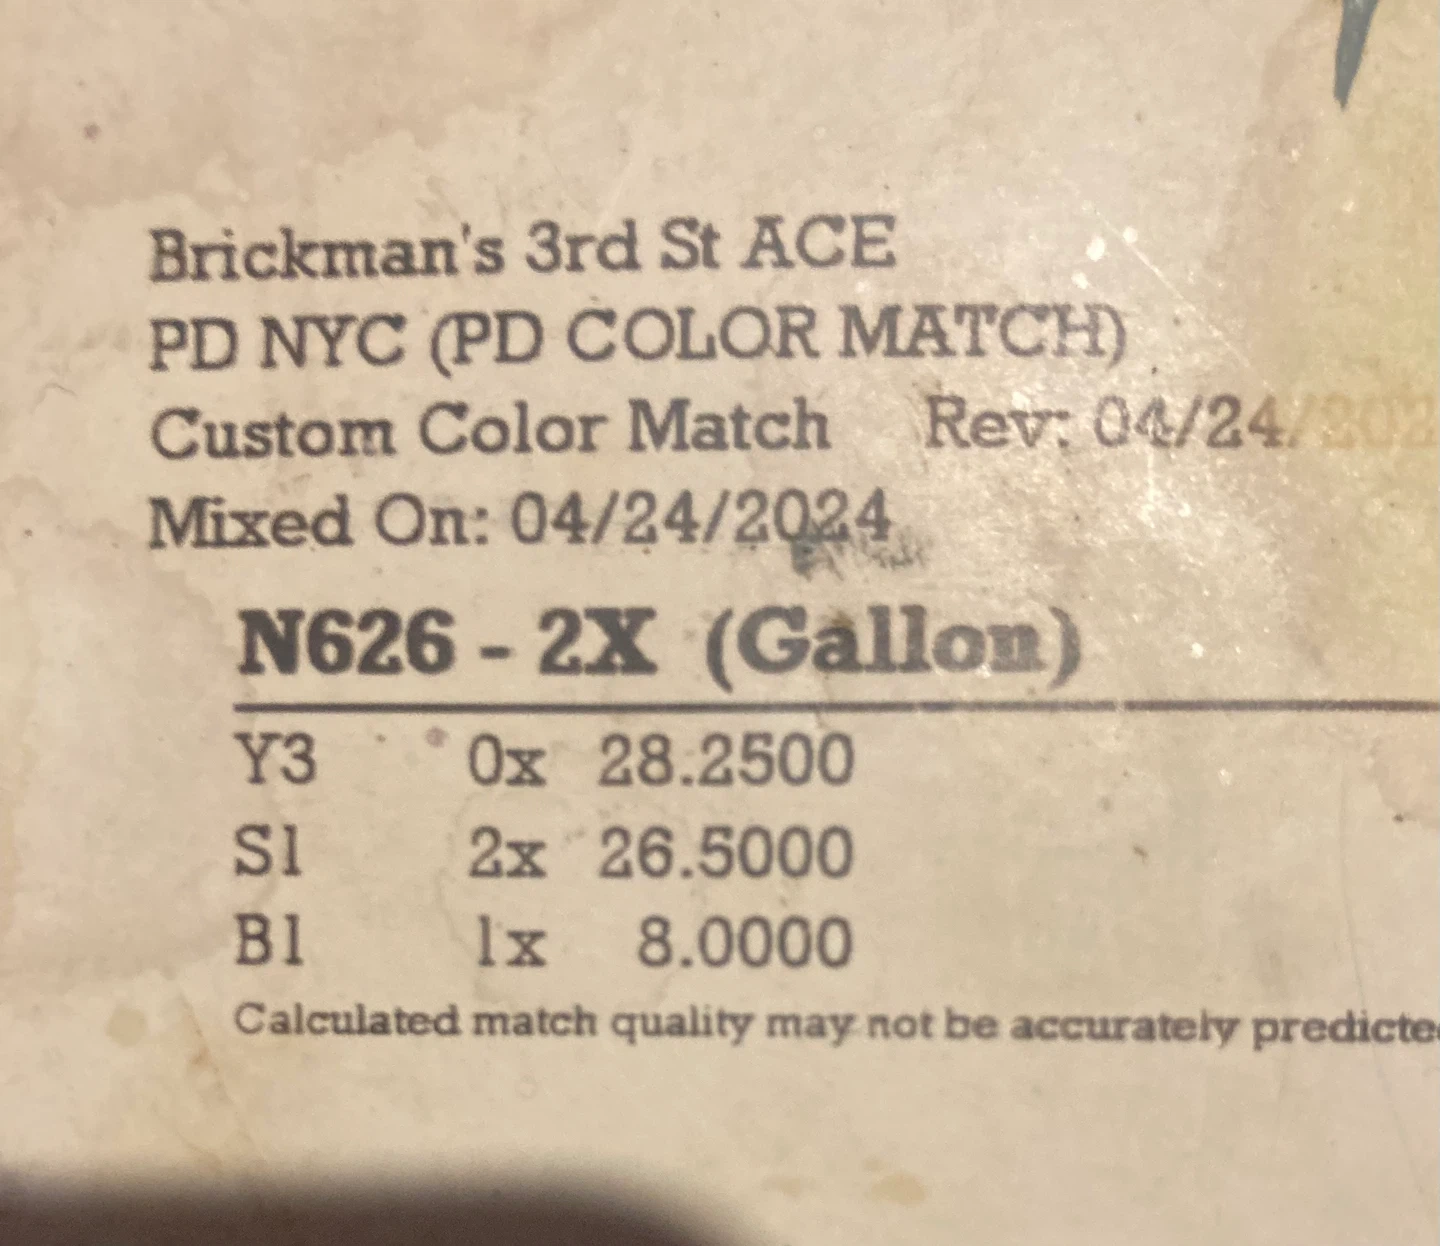 Brickman's 3rd St ACE
PD NYC (PD COLOR MATCH)
Custom Color Match Rev: 04/24/202
Mixed On: 04/24/2024
N626 - 2X (Gallon)
Y3 0x 28.2500
S1 2x 26.5000
B1 1x 8.0000
Calculated match quality may not be accurately predicte